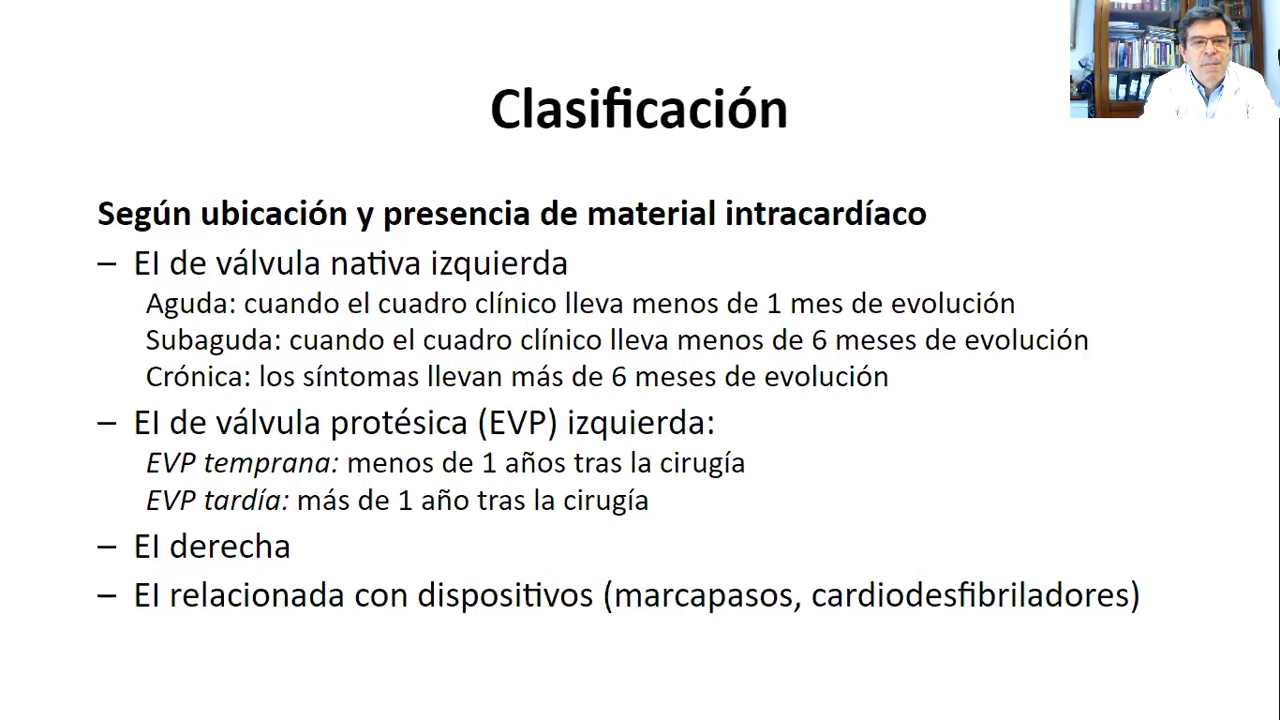 Clasificación
Según ubicación y presencia de material intracardíaco
– EI de válvula nativa izquierda
Aguda: cuando el cuadro clínico lleva menos de 1 mes de evolución
Subaguda: cuando el cuadro clínico lleva menos de 6 meses de evolución
Crónica: los síntomas llevan más de 6 meses de evolución
– EI de válvula protésica (EVP) izquierda:
EVP temprana: menos de 1 años tras la cirugía
EVP tardía: más de 1 año tras la cirugía
– EI derecha
– EI relacionada con dispositivos (marcapasos, cardiodesfibriladores)